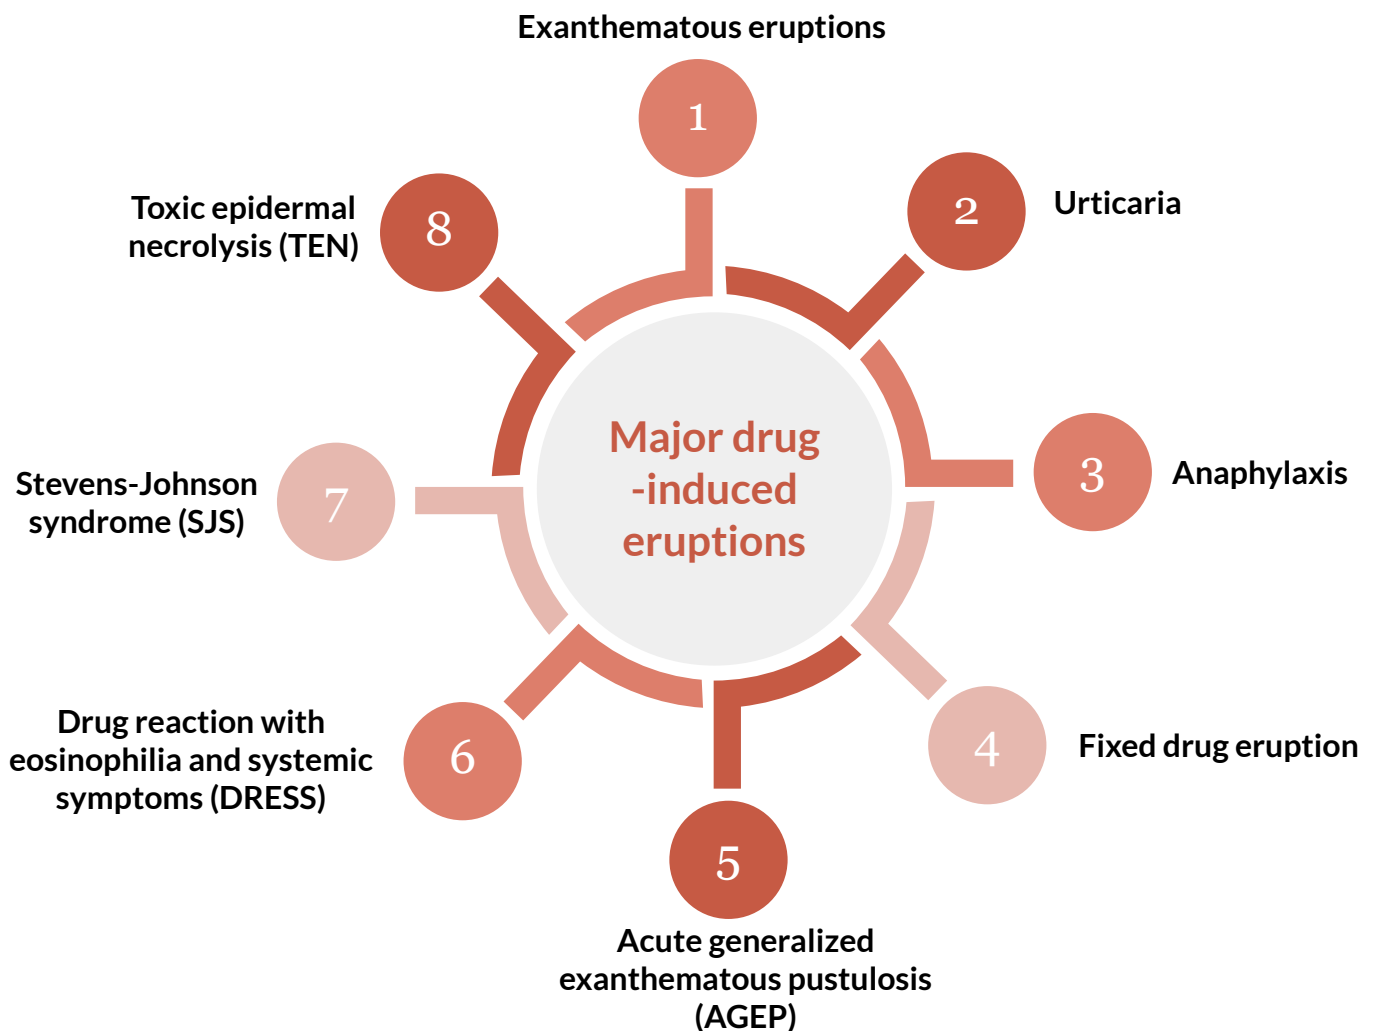 Exanthematous eruptions
1
2
Urticaria
3
Anaphylaxis
4
Fixed drug eruption
5
Acute generalized
exanthematous pustulosis
(AGEP)
6
Drug reaction with
eosinophilia and systemic
symptoms (DRESS)
7
Stevens-Johnson
syndrome (SJS)
8
Toxic epidermal
necrolysis (TEN)
Major drug
-induced
eruptions